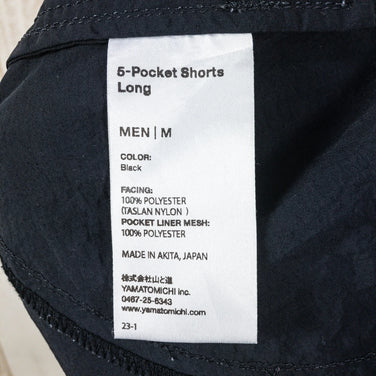 5-Pocket Shorts
Long
MEN | M
COLOR:
Black
FACING:
100% POLYESTER
(TASLAN NYLON )
POCKET LINER MESH:
100% POLYESTER
MADE IN AKITA, JAPAN
株式会社山と道
YAMATOMICHI inc.
0467-25-6343
www.yamatomichi.com
23-1